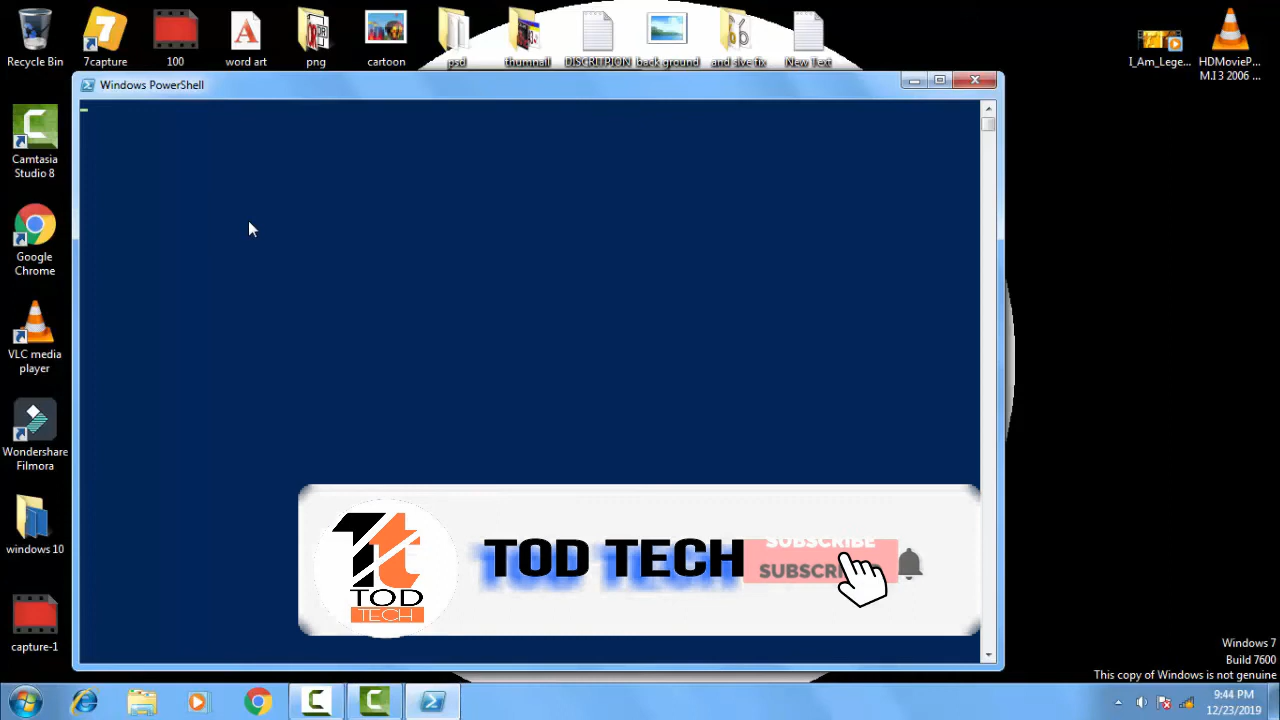 Recycle Bin
7capture
100
word art
png
cartoon
psd
thumnail
DISCRITPION
back ground
and sive fix
New Text
I_Am_Lege...
HDMovieP...
M.I 3 2006 ...
Windows PowerShell
Camtasia
Studio 8
Google
Chrome
VLC media
player
Wondershare
Filmora
windows 10
capture-1
TOD
TECH
TOD TECH
SUBSCRIBE
Windows 7
Build 7600
This copy of Windows is not genuine
9:44 PM
12/23/2019